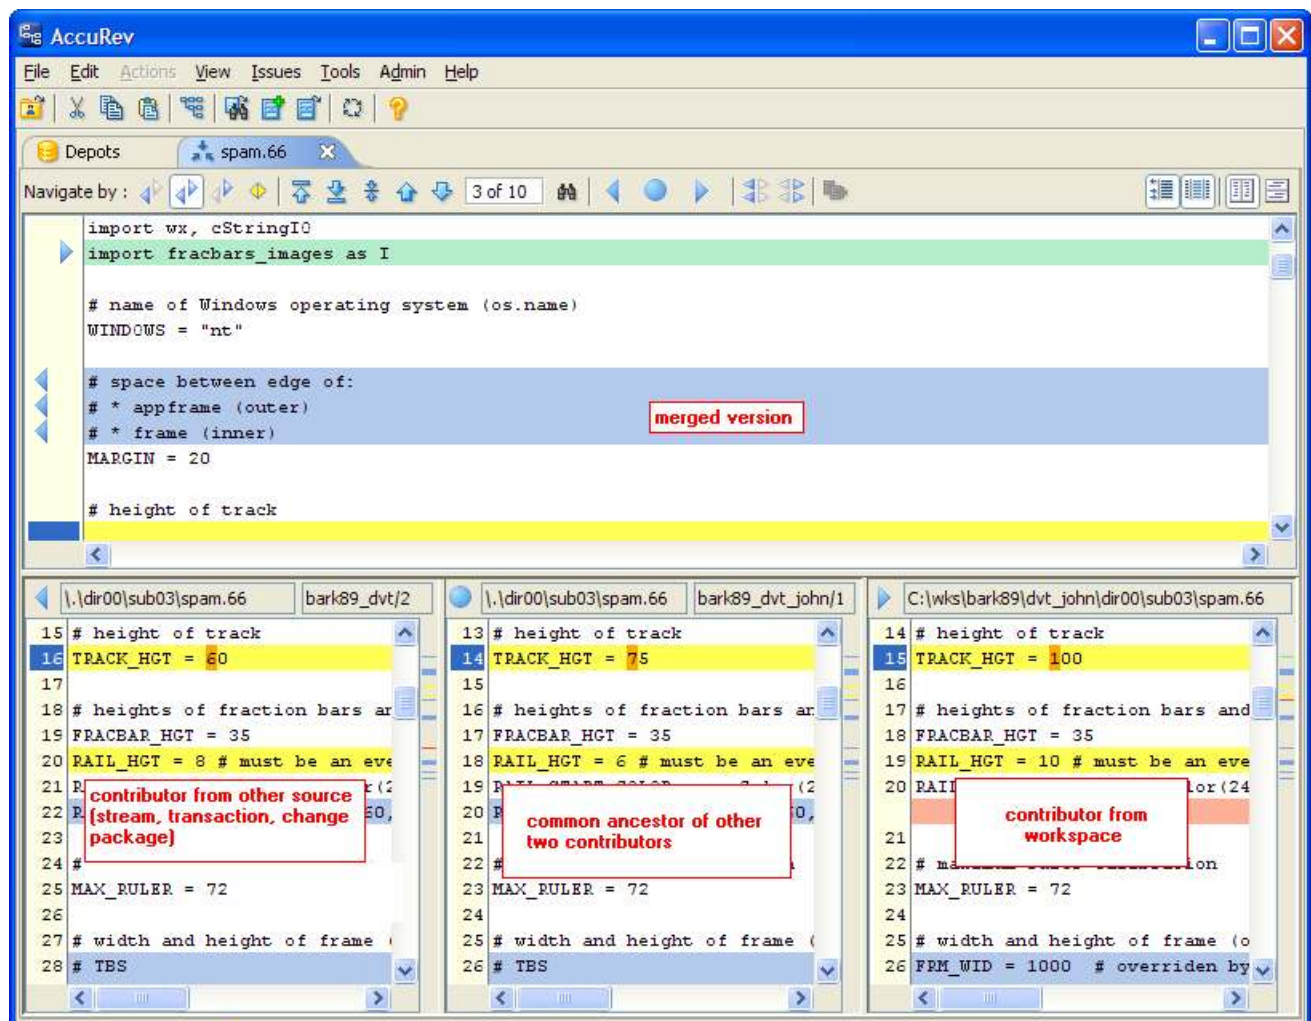 AccuRev
File Edit Actions View Issues Tools Admin Help
Depots spam.66
Navigate by : 3 of 10
import wx, cStringIO
import fracbars_images as I
# name of Windows operating system (os.name)
WINDOWS = "nt"
# space between edge of:
# * appframe (outer)
# * frame (inner)
merged version
MARGIN = 20
# height of track
\.\dir00\sub03\spam.66 bark89_dvt/2
15 # height of track
16 TRACK_HGT = 60
17
18 # heights of fraction bars ar
19 FRACBAR_HGT = 35
20 RAIL_HGT = 8 # must be an eve
21 R r(2
22 R 60,
23
24 #
25 MAX_RULER = 72
26
27 # width and height of frame (
28 # TBS
contributor from other source
(stream, transaction, change
package)
\.\dir00\sub03\spam.66 bark89_dvt_john/1
13 # height of track
14 TRACK_HGT = 75
15
16 # heights of fraction bars ar
17 FRACBAR_HGT = 35
18 RAIL_HGT = 6 # must be an eve
19 (2
20 0,
21
22 #
23 MAX_RULER = 72
24
25 # width and height of frame (
26 # TBS
common ancestor of other
two contributors
C:\wks\bark89\dvt_john\dir00\sub03\spam.66
14 # height of track
15 TRACK_HGT = 100
16
17 # heights of fraction bars and
18 FRACBAR_HGT = 35
19 RAIL_HGT = 10 # must be an eve
20 RAI lor(24
21
22 #
23 MAX_RULER = 72
24
25 # width and height of frame (o
26 FRM_WID = 1000 # overriden by
contributor from
workspace